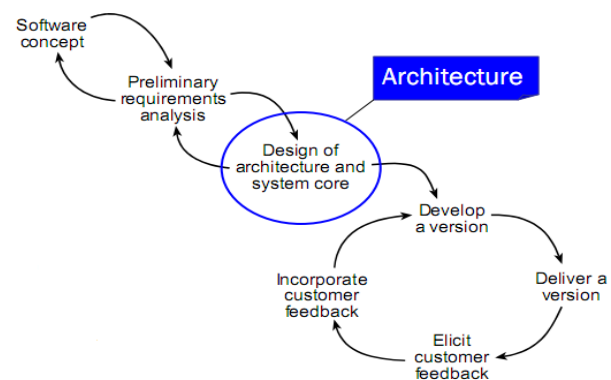 Software
concept
Architecture
Preliminary
requirements
analysis
Design of
architecture and
system core
Develop
a version
Incorporate
customer
feedback
Deliver a
version
Elicit
customer
feedback